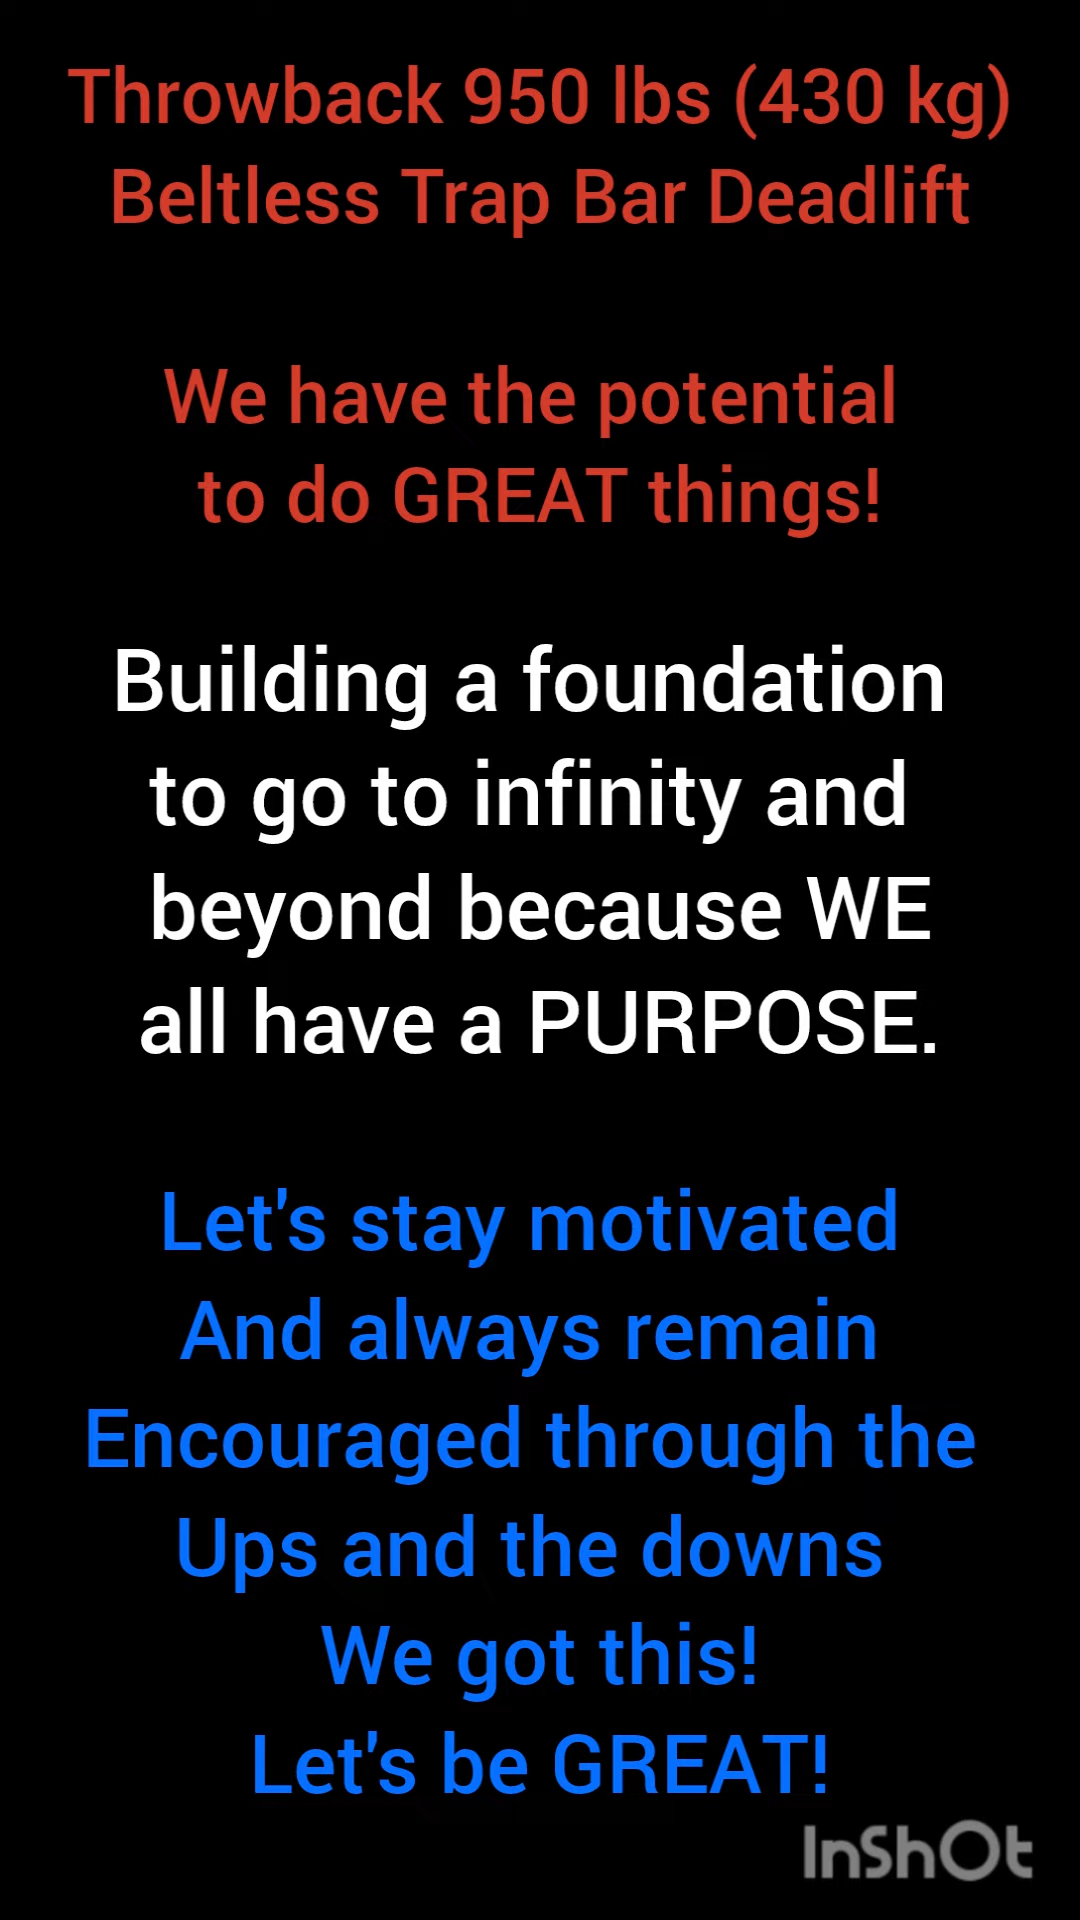 Throwback 950 lbs (430 kg)
Beltless Trap Bar Deadlift
We have the potential
to do GREAT things!
Building a foundation
to go to infinity and
beyond because WE
all have a PURPOSE.
Let's stay motivated
And always remain
Encouraged through the
Ups and the downs
We got this!
Let's be GREAT!
InShOt